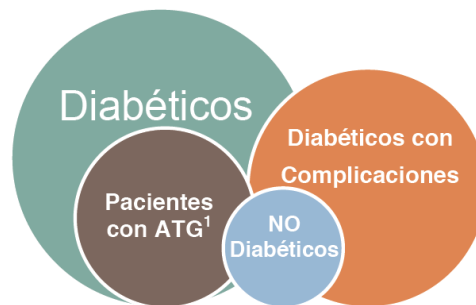 Diabéticos
Diabéticos con
Complicaciones
Pacientes
con ATG¹
NO
Diabéticos